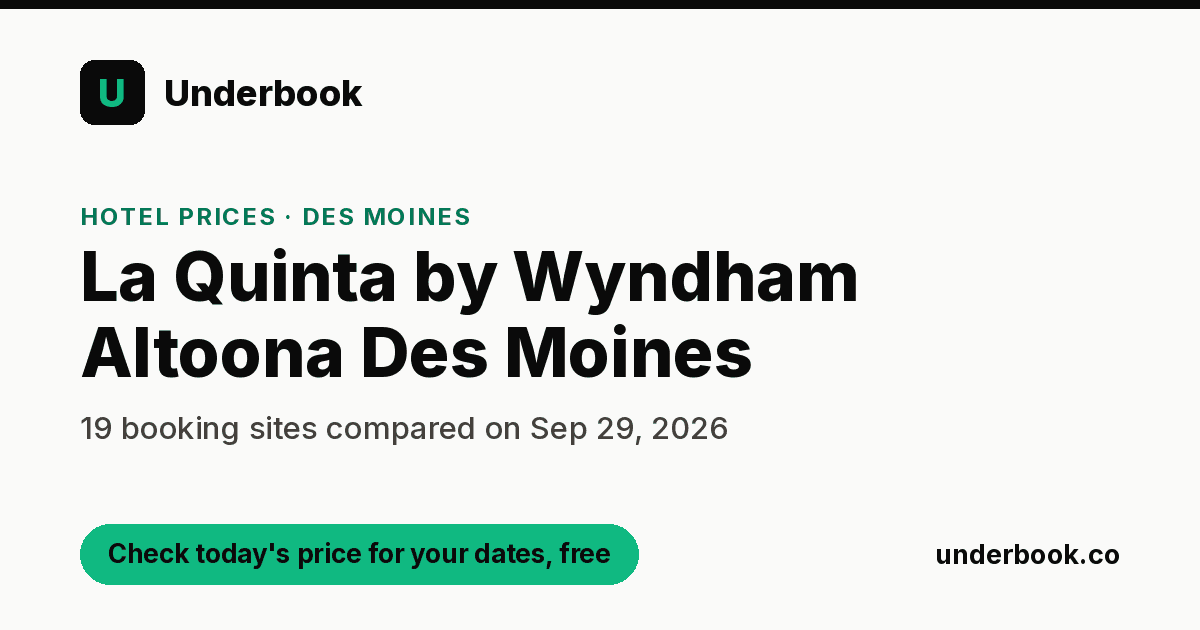 U Underbook
HOTEL PRICES · DES MOINES
La Quinta by Wyndham
Altoona Des Moines
19 booking sites compared on Sep 29, 2026
Check today's price for your dates, free
underbook.co